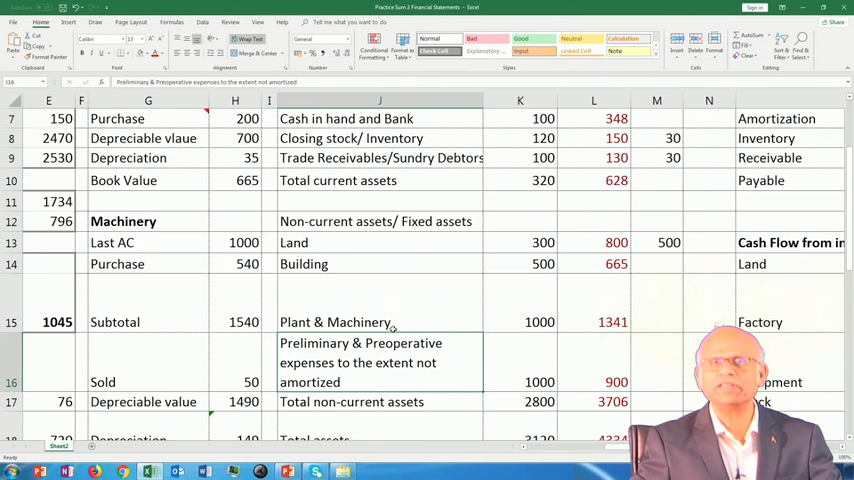 Practice Sum 2 Financial Statements - Excel
Sign in
File Home Insert Draw Page Layout Formulas Data Review View Help Tell me what you want to do
Share
Cut
Copy
Format Painter
Paste
Clipboard
Calibri 13
B I U
Font
Wrap Text
Merge & Center
Alignment
General
Number
Conditional Formatting
Format as Table
Normal Bad Good Neutral Calculation
Check Cell Explanatory ... Input Linked Cell Note
Styles
Insert Delete Format
Cells
AutoSum
Fill
Clear
Sort & Filter
Find & Select
Editing
J16 Preliminary & Preoperative expenses to the extent not amortized
E F G H I J K L M N
7 150 Purchase 200 Cash in hand and Bank 100 348 Amortization
8 2470 Depreciable vlaue 700 Closing stock/ Inventory 120 150 30 Inventory
9 2530 Depreciation 35 Trade Receivables/Sundry Debtors 100 130 30 Receivable
10 Book Value 665 Total current assets 320 628 Payable
11 1734
12 796 Machinery Non-current assets/ Fixed assets
13 Last AC 1000 Land 300 800 500 Cash Flow from in
14 Purchase 540 Building 500 665 Land
15 1045 Subtotal 1540 Plant & Machinery 1000 1341 Factory
Preliminary & Preoperative
expenses to the extent not
16 Sold 50 amortized 1000 900
17 76 Depreciable value 1490 Total non-current assets 2800 3706
18 720 Depreciation 149 Total assets 3120 4334
Sheet2
190%